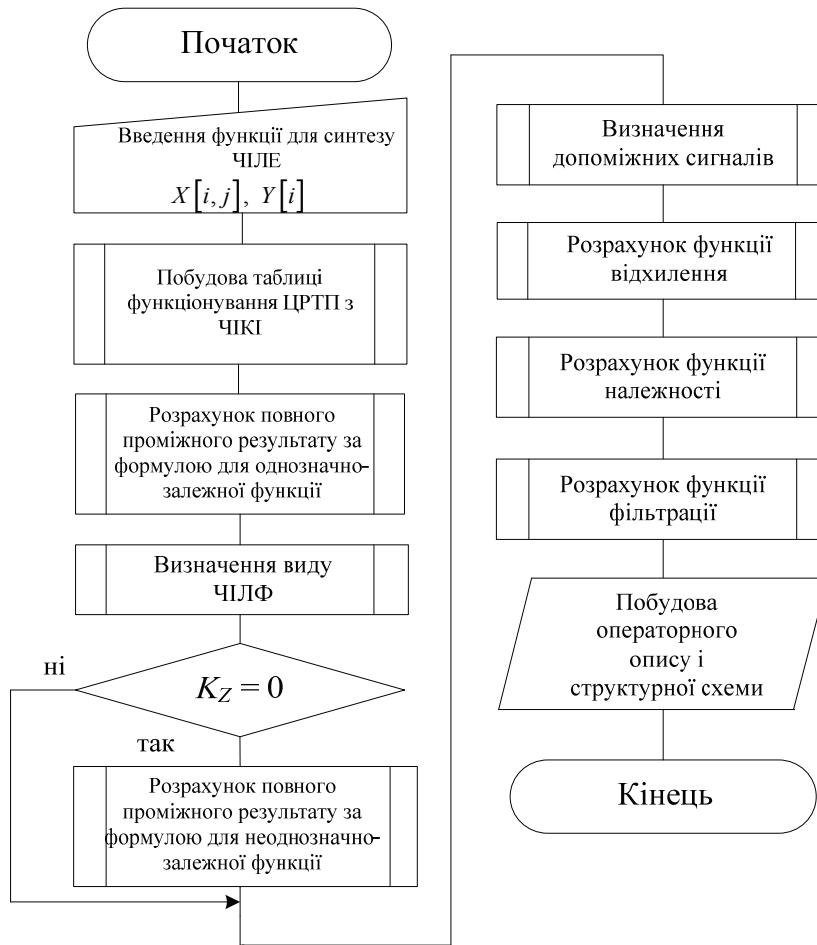 Початок
Введення функції для синтезу
ЧІЛЕ
X[i, j], Y[i]
Побудова таблиці
функціонування ЦРТП з
ЧІКІ
Розрахунок повного
проміжного результату за
формулою для однозначно-
залежної функції
Визначення виду
ЧІЛФ
ні
K_Z = 0
так
Розрахунок повного
проміжного результату за
формулою для неоднозначно-
залежної функції
Визначення
допоміжних сигналів
Розрахунок функції
відхилення
Розрахунок функції
належності
Розрахунок функції
фільтрації
Побудова
операторного
опису і
структурної схеми
Кінець